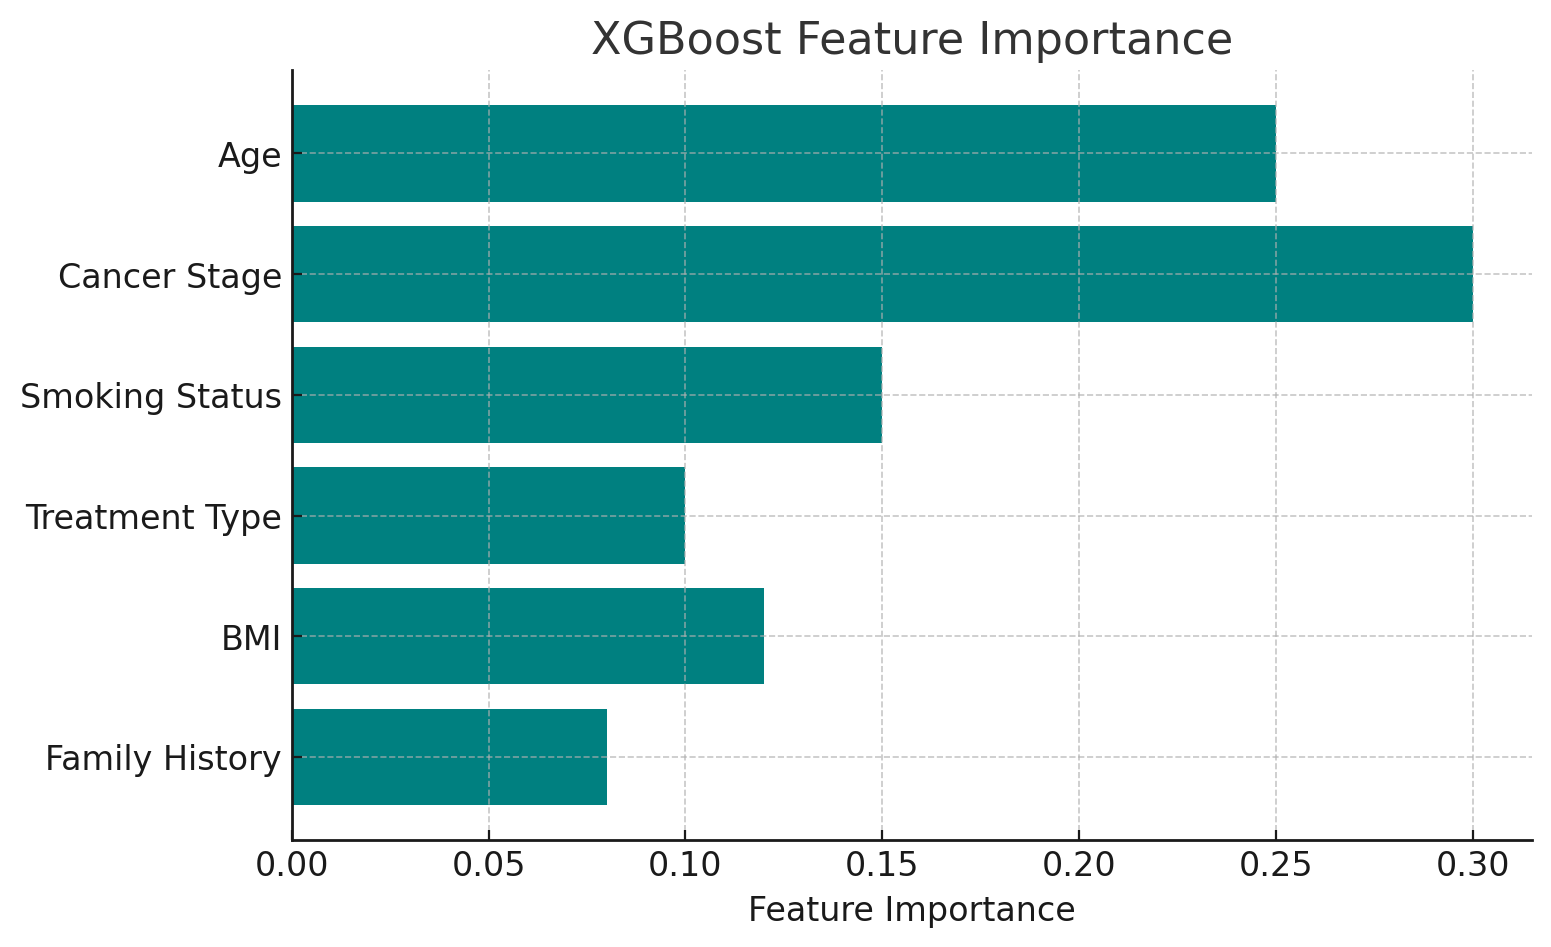 XGBoost Feature Importance
Age
Cancer Stage
Smoking Status
Treatment Type
BMI
Family History
0.00 0.05 0.10 0.15 0.20 0.25 0.30
Feature Importance